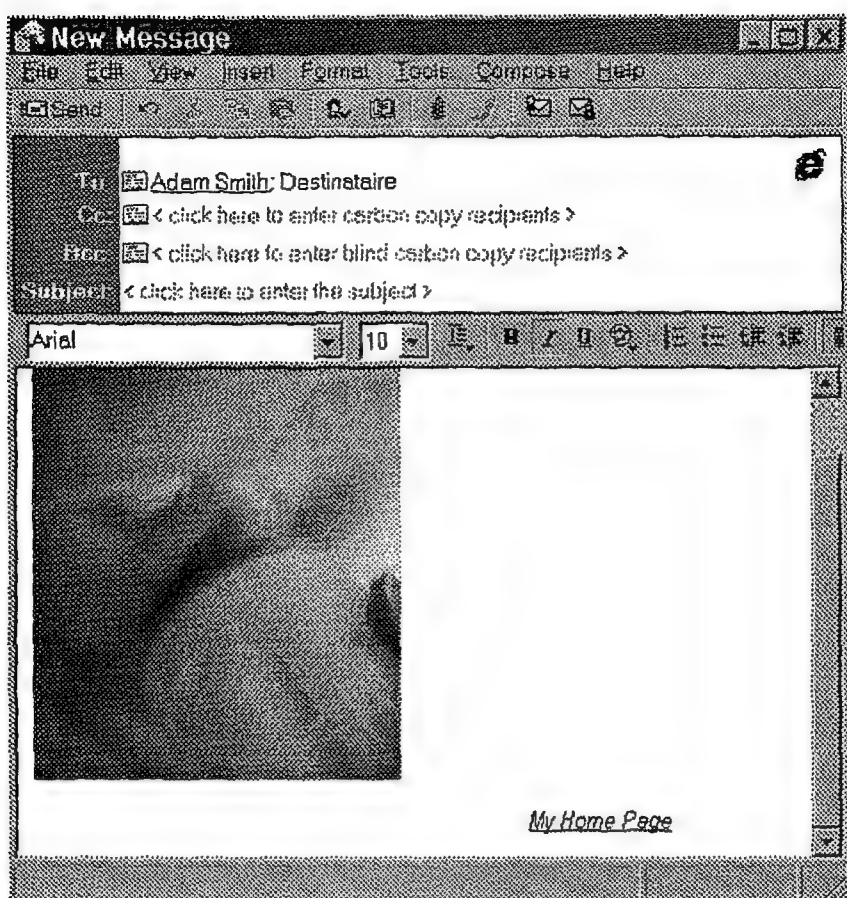 New Message
File Edit View Insert Format Tools Compose Help
Send
To: Adam Smith; Destinataire
Cc: < click here to enter carbon copy recipients >
Bcc: < click here to enter blind carbon copy recipients >
Subject: < click here to enter the subject >
Arial 10 B I U
My Home Page